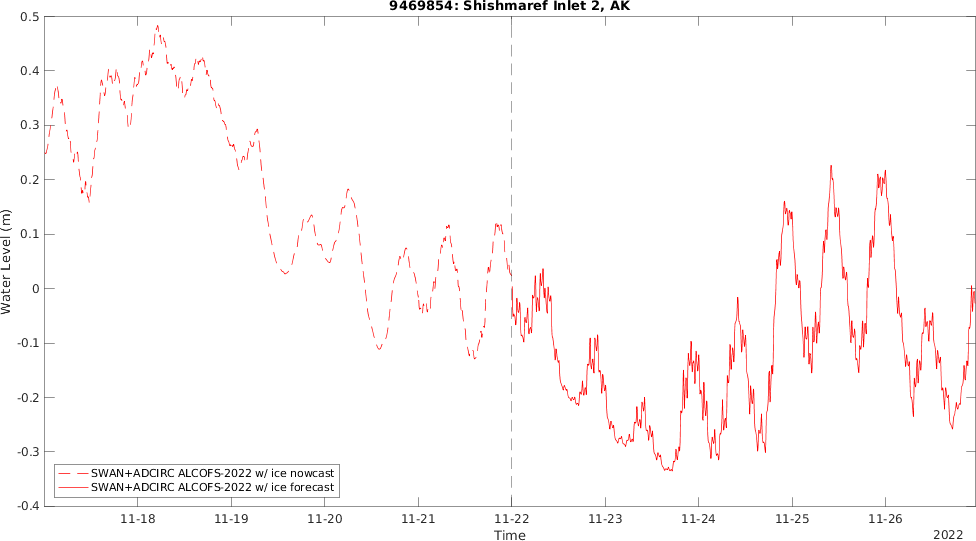 9469854: Shishmaref Inlet 2, AK
0.5
0.4
0.3
0.2
0.1
0
-0.1
-0.2
-0.3
-0.4
Water Level (m)
SWAN+ADCIRC ALCOFS-2022 w/ ice nowcast
SWAN+ADCIRC ALCOFS-2022 w/ ice forecast
11-18 11-19 11-20 11-21 11-22 11-23 11-24 11-25 11-26
Time
2022